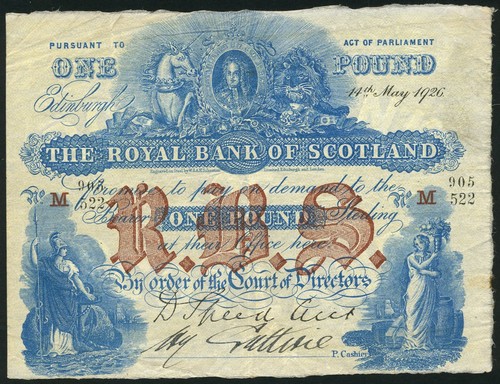 PURSUANT TO ACT OF PARLIAMENT
ONE POUND
Edinburgh 14th May 1926
THE ROYAL BANK OF SCOTLAND
905 Promise to pay on demand to the 905
No M 522 Bearer ONE POUND Sterling No M 522
R.B.S.
at their Office here
By order of the Court of Directors
D Speed Acct
P. Cashier